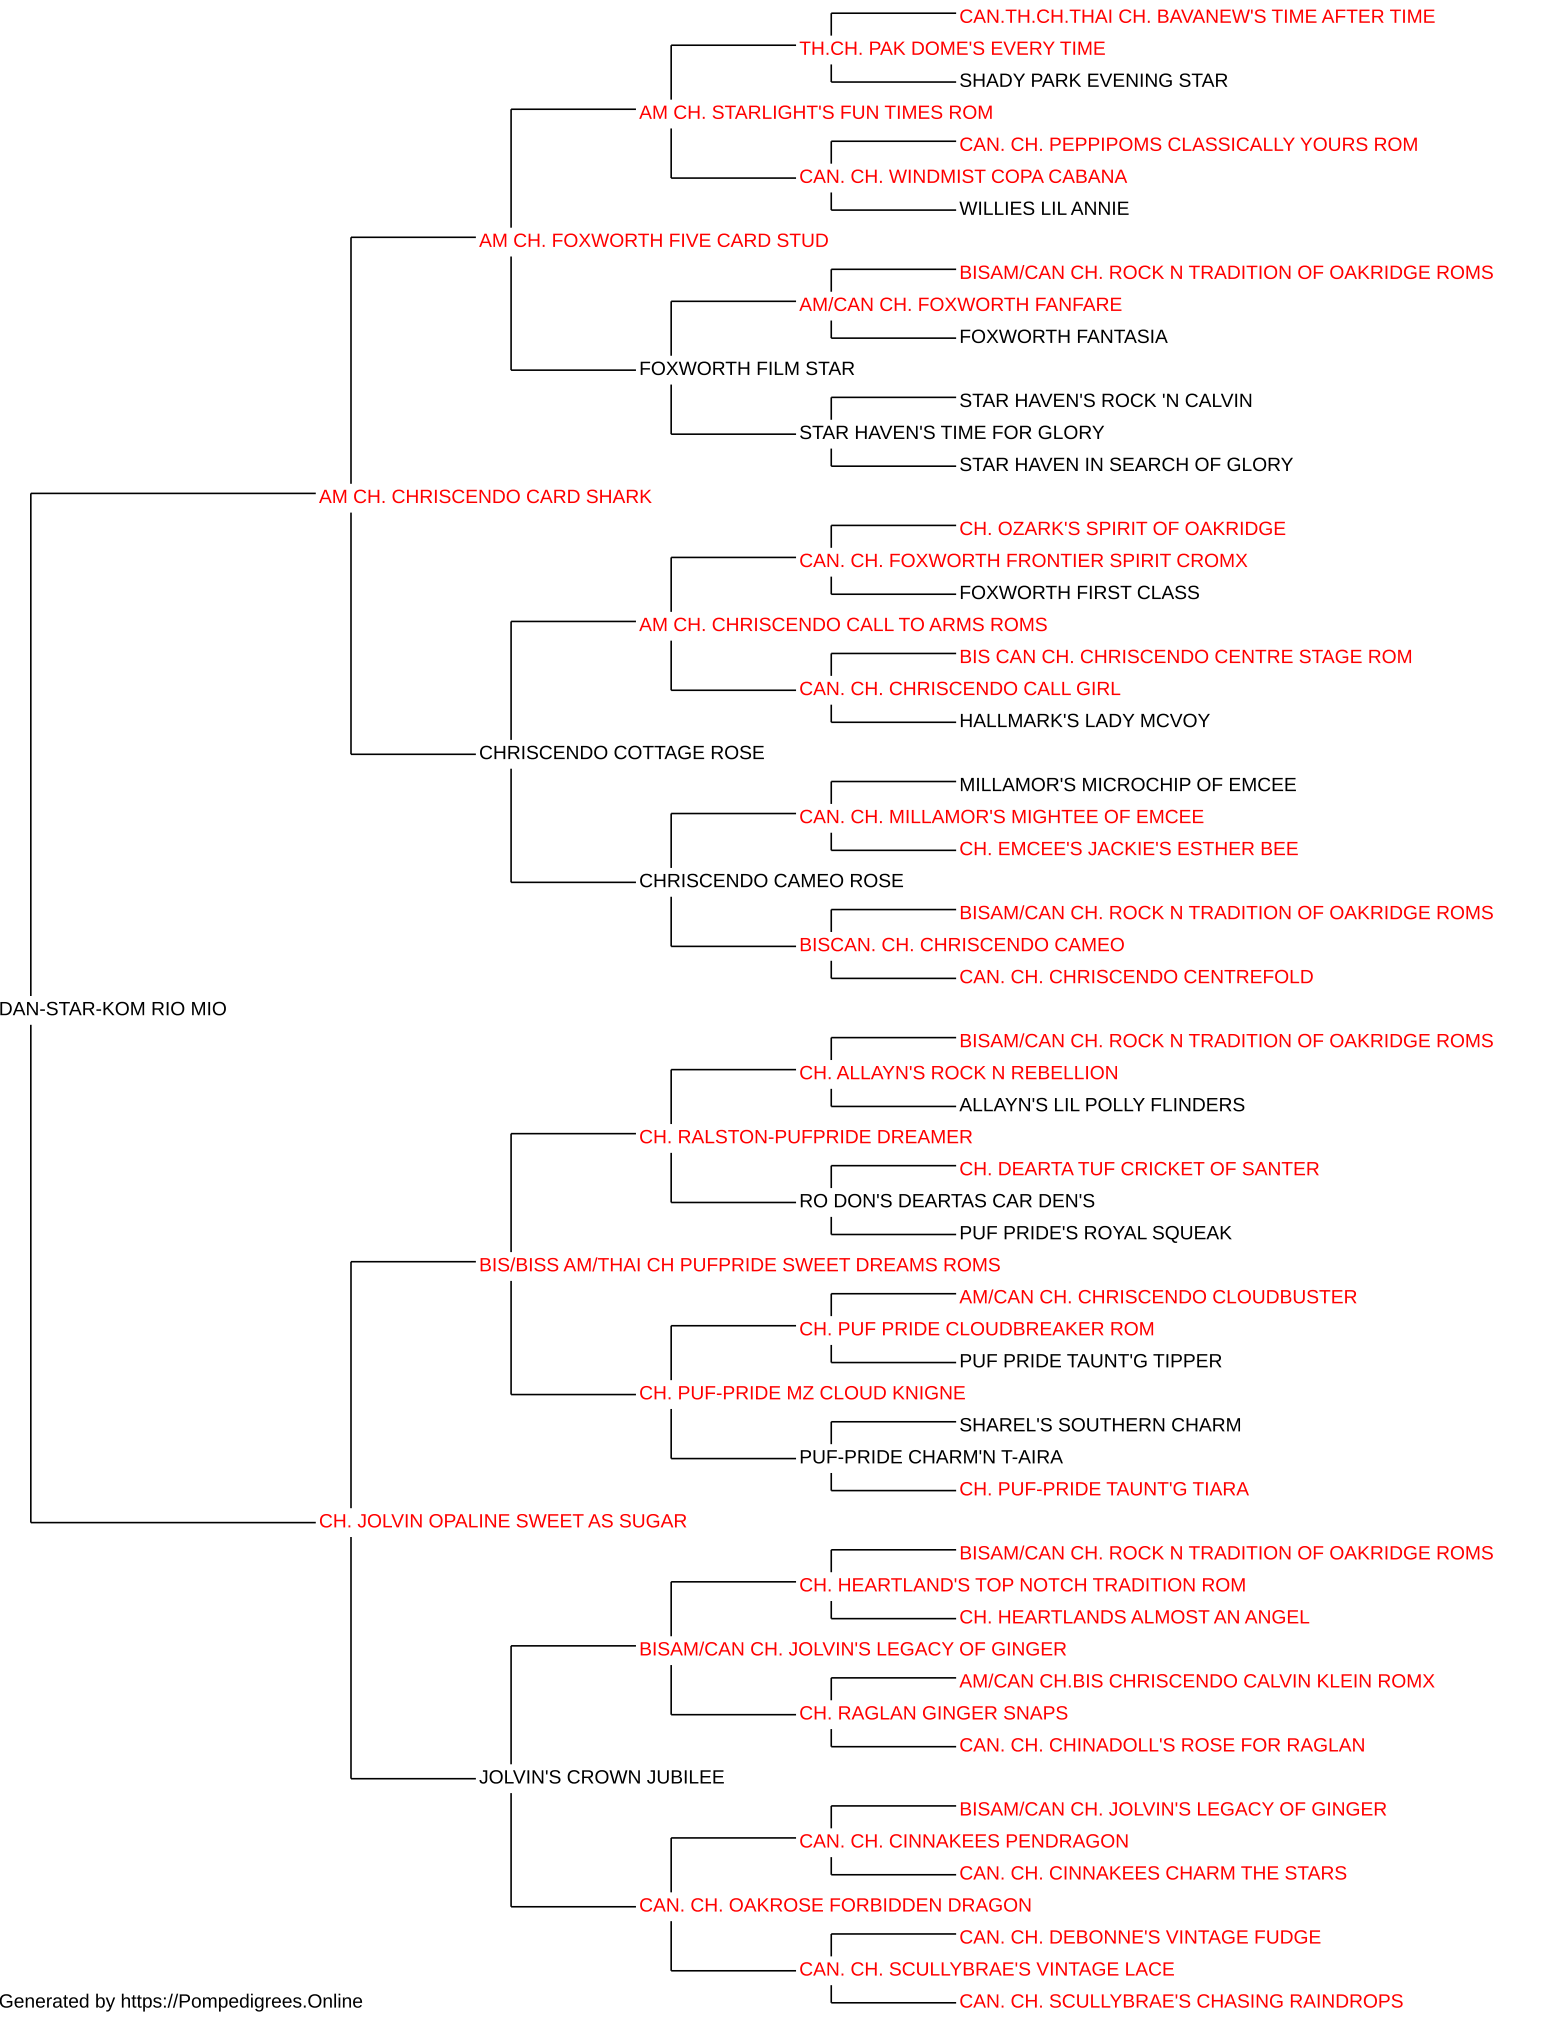 CAN.TH.CH.THAI CH. BAVANEW'S TIME AFTER TIME
TH.CH. PAK DOME'S EVERY TIME
SHADY PARK EVENING STAR
AM CH. STARLIGHT'S FUN TIMES ROM
CAN. CH. PEPPIPOMS CLASSICALLY YOURS ROM
CAN. CH. WINDMIST COPA CABANA
WILLIES LIL ANNIE
AM CH. FOXWORTH FIVE CARD STUD
BISAM/CAN CH. ROCK N TRADITION OF OAKRIDGE ROMS
AM/CAN CH. FOXWORTH FANFARE
FOXWORTH FANTASIA
FOXWORTH FILM STAR
STAR HAVEN'S ROCK 'N CALVIN
STAR HAVEN'S TIME FOR GLORY
STAR HAVEN IN SEARCH OF GLORY
AM CH. CHRISCENDO CARD SHARK
CH. OZARK'S SPIRIT OF OAKRIDGE
CAN. CH. FOXWORTH FRONTIER SPIRIT CROMX
FOXWORTH FIRST CLASS
AM CH. CHRISCENDO CALL TO ARMS ROMS
BIS CAN CH. CHRISCENDO CENTRE STAGE ROM
CAN. CH. CHRISCENDO CALL GIRL
HALLMARK'S LADY MCVOY
CHRISCENDO COTTAGE ROSE
MILLAMOR'S MICROCHIP OF EMCEE
CAN. CH. MILLAMOR'S MIGHTEE OF EMCEE
CH. EMCEE'S JACKIE'S ESTHER BEE
CHRISCENDO CAMEO ROSE
BISAM/CAN CH. ROCK N TRADITION OF OAKRIDGE ROMS
BISCAN. CH. CHRISCENDO CAMEO
CAN. CH. CHRISCENDO CENTREFOLD
DAN-STAR-KOM RIO MIO
BISAM/CAN CH. ROCK N TRADITION OF OAKRIDGE ROMS
CH. ALLAYN'S ROCK N REBELLION
ALLAYN'S LIL POLLY FLINDERS
CH. RALSTON-PUFPRIDE DREAMER
CH. DEARTA TUF CRICKET OF SANTER
RO DON'S DEARTAS CAR DEN'S
PUF PRIDE'S ROYAL SQUEAK
BIS/BISS AM/THAI CH PUFPRIDE SWEET DREAMS ROMS
AM/CAN CH. CHRISCENDO CLOUDBUSTER
CH. PUF PRIDE CLOUDBREAKER ROM
PUF PRIDE TAUNT'G TIPPER
CH. PUF-PRIDE MZ CLOUD KNIGNE
SHAREL'S SOUTHERN CHARM
PUF-PRIDE CHARM'N T-AIRA
CH. PUF-PRIDE TAUNT'G TIARA
CH. JOLVIN OPALINE SWEET AS SUGAR
BISAM/CAN CH. ROCK N TRADITION OF OAKRIDGE ROMS
CH. HEARTLAND'S TOP NOTCH TRADITION ROM
CH. HEARTLANDS ALMOST AN ANGEL
BISAM/CAN CH. JOLVIN'S LEGACY OF GINGER
AM/CAN CH.BIS CHRISCENDO CALVIN KLEIN ROMX
CH. RAGLAN GINGER SNAPS
CAN. CH. CHINADOLL'S ROSE FOR RAGLAN
JOLVIN'S CROWN JUBILEE
BISAM/CAN CH. JOLVIN'S LEGACY OF GINGER
CAN. CH. CINNAKEES PENDRAGON
CAN. CH. CINNAKEES CHARM THE STARS
CAN. CH. OAKROSE FORBIDDEN DRAGON
CAN. CH. DEBONNE'S VINTAGE FUDGE
CAN. CH. SCULLYBRAE'S VINTAGE LACE
CAN. CH. SCULLYBRAE'S CHASING RAINDROPS
Generated by https://Pompedigrees.Online